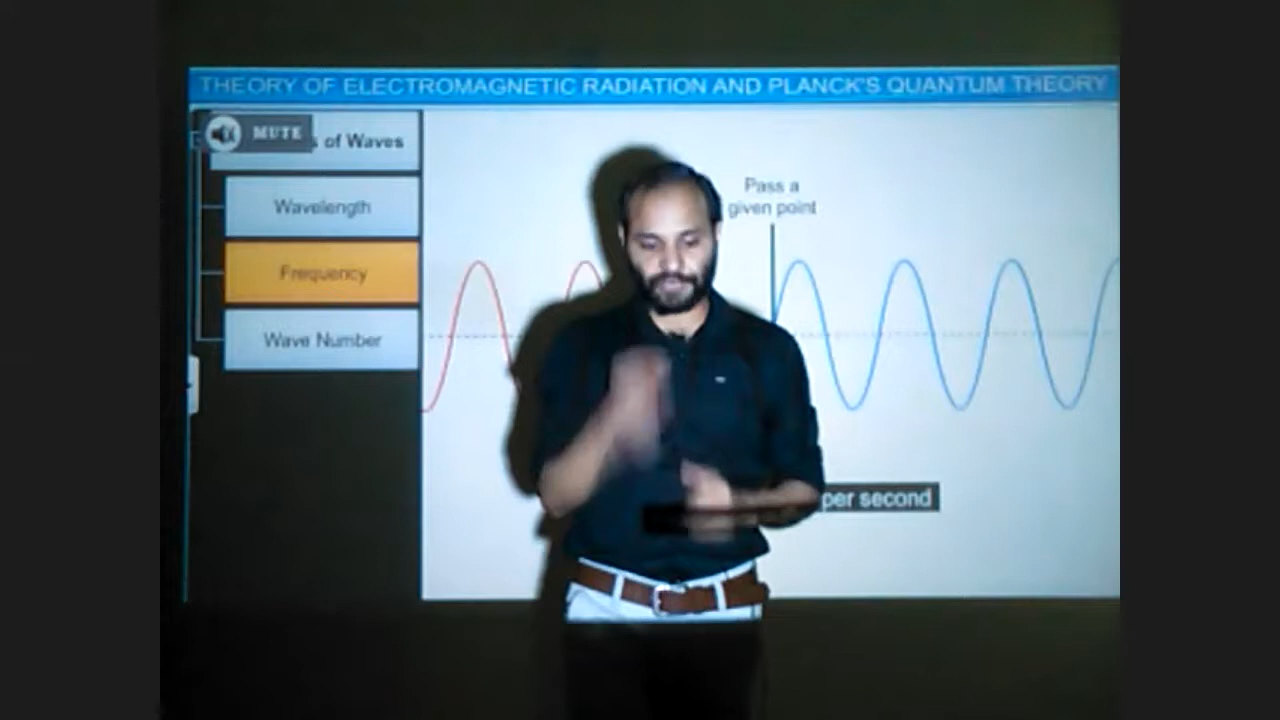 THEORY OF ELECTROMAGNETIC RADIATION AND PLANCK'S QUANTUM THEORY
MUTE
of Waves
Wavelength
Frequency
Wave Number
Pass a
given point
per second